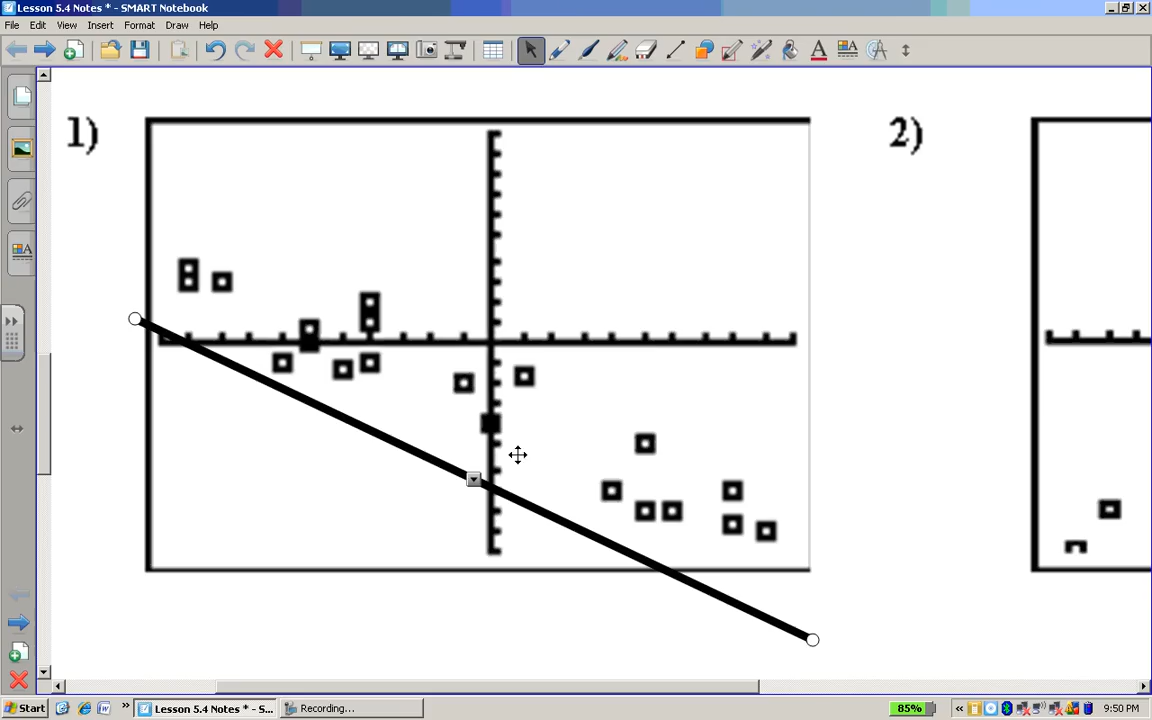 Lesson 5.4 Notes * - SMART Notebook
File Edit View Insert Format Draw Help
1)
2)
Start
Lesson 5.4 Notes * - S...
Recording...
85%
9:50 PM